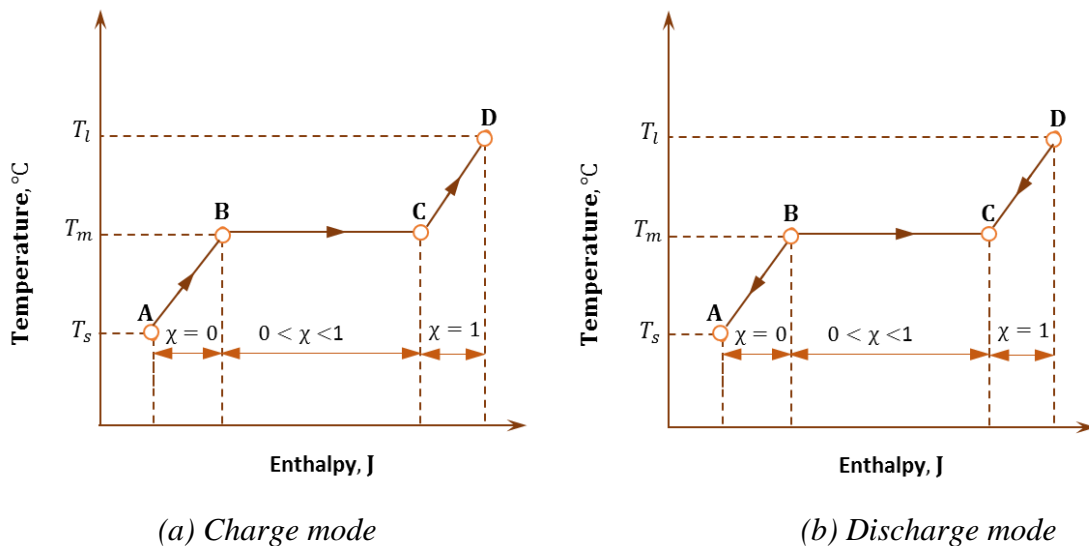 D
T_l
B
C
T_m
A
T_s
χ = 0
0 < χ <1
χ = 1
Temperature, °C
Enthalpy, J
(a) Charge mode
D
T_l
B
C
T_m
A
T_s
χ = 0
0 < χ <1
χ = 1
Temperature, °C
Enthalpy, J
(b) Discharge mode